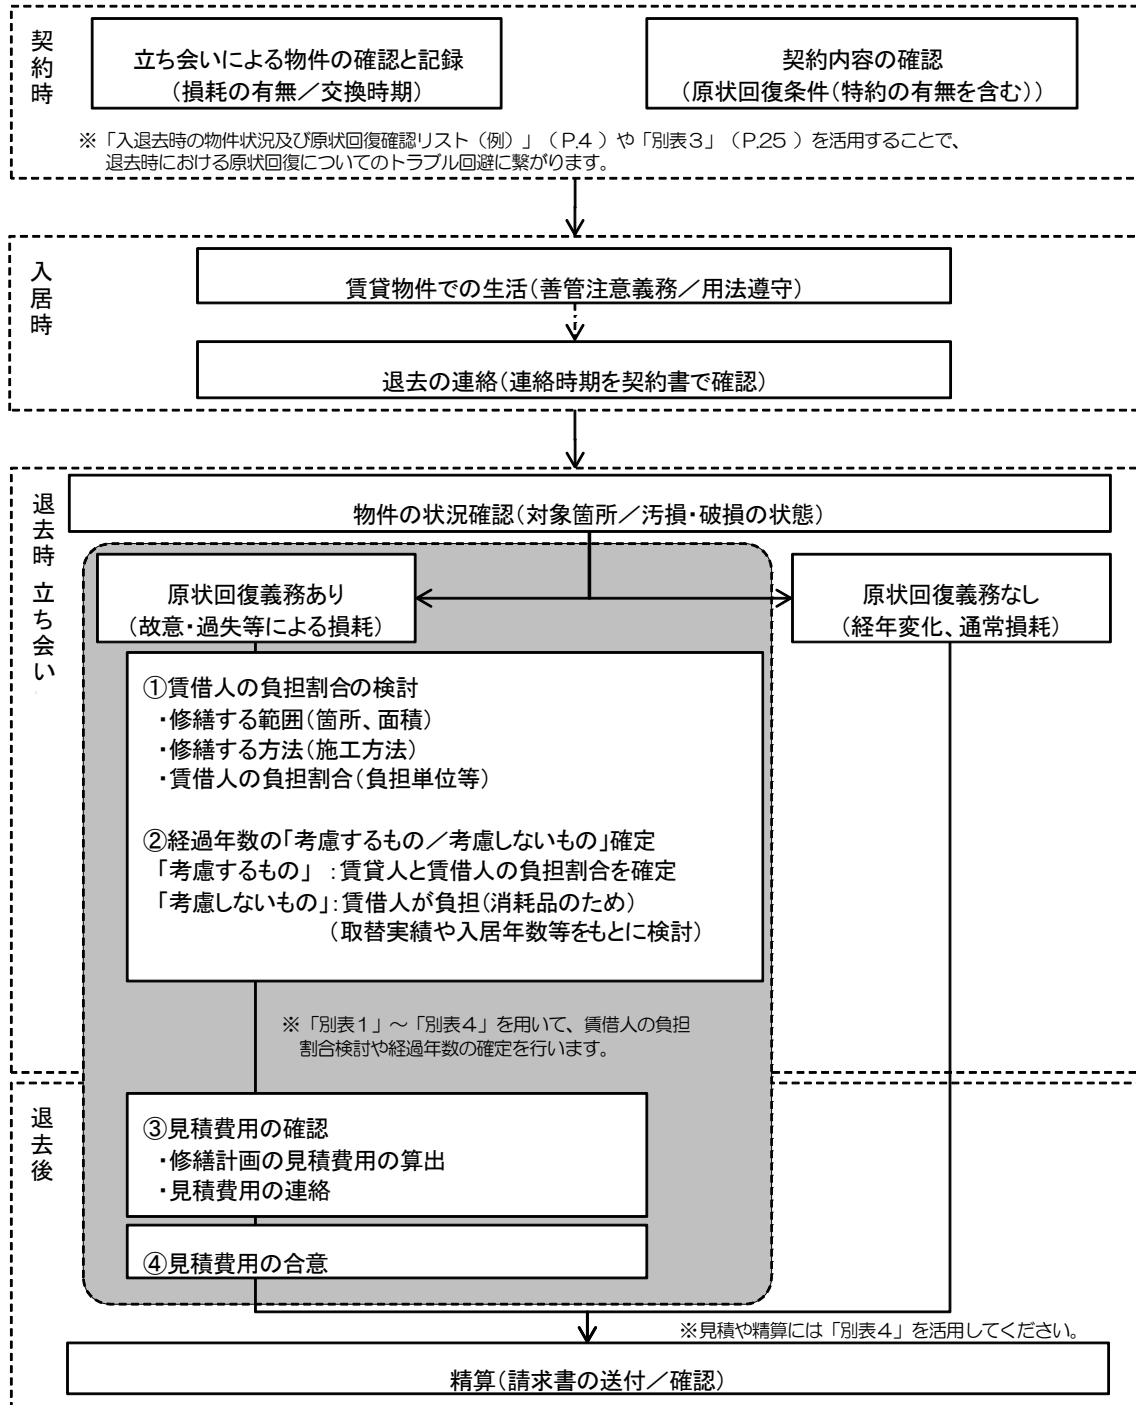 契約時
立ち会いによる物件の確認と記録
(損耗の有無／交換時期)
契約内容の確認
(原状回復条件(特約の有無を含む))
※「入退去時の物件状況及び原状回復確認リスト（例）」（P.4 ）や「別表３」（P.25 ）を活用することで、
退去時における原状回復についてのトラブル回避に繋がります。
入居時
賃貸物件での生活(善管注意義務／用法遵守)
退去の連絡(連絡時期を契約書で確認)
退去時 立ち会い
物件の状況確認(対象箇所／汚損・破損の状態)
原状回復義務あり
(故意・過失等による損耗)
原状回復義務なし
(経年変化、通常損耗)
①賃借人の負担割合の検討
・修繕する範囲(箇所、面積)
・修繕する方法(施工方法)
・賃借人の負担割合(負担単位等)
②経過年数の「考慮するもの／考慮しないもの」確定
「考慮するもの」 ：賃貸人と賃借人の負担割合を確定
「考慮しないもの」：賃借人が負担(消耗品のため)
(取替実績や入居年数等をもとに検討)
※「別表１」～「別表４」を用いて、賃借人の負担
割合検討や経過年数の確定を行います。
退去後
③見積費用の確認
・修繕計画の見積費用の算出
・見積費用の連絡
④見積費用の合意
※見積や精算には「別表４」を活用してください。
精算(請求書の送付／確認)